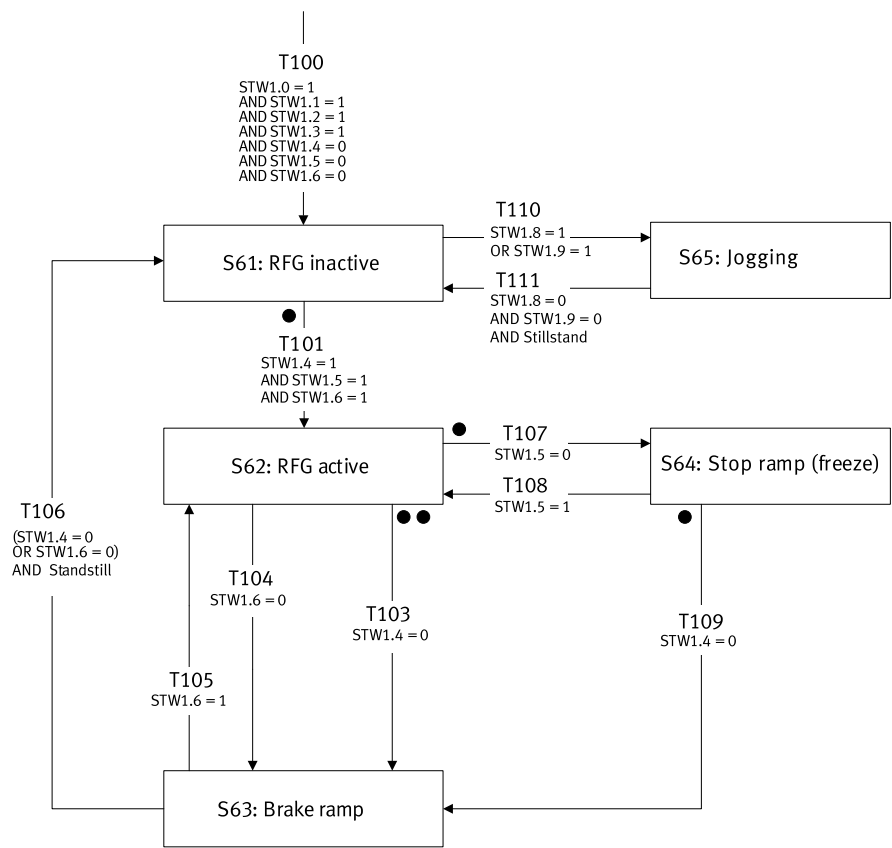 T100
STW1.0 = 1
AND STW1.1 = 1
AND STW1.2 = 1
AND STW1.3 = 1
AND STW1.4 = 0
AND STW1.5 = 0
AND STW1.6 = 0
S61: RFG inactive
T110
STW1.8 = 1
OR STW1.9 = 1
S65: Jogging
T111
STW1.8 = 0
AND STW1.9 = 0
AND Stillstand
T101
STW1.4 = 1
AND STW1.5 = 1
AND STW1.6 = 1
S62: RFG active
T107
STW1.5 = 0
S64: Stop ramp (freeze)
T108
STW1.5 = 1
T106
(STW1.4 = 0
OR STW1.6 = 0)
AND Standstill
T104
STW1.6 = 0
T103
STW1.4 = 0
T109
STW1.4 = 0
T105
STW1.6 = 1
S63: Brake ramp